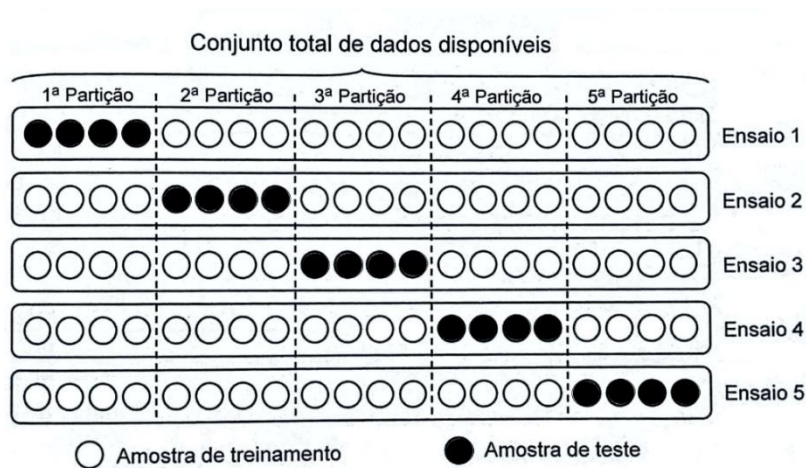 Conjunto total de dados disponíveis
1ª Partição 2ª Partição 3ª Partição 4ª Partição 5ª Partição
Ensaio 1
Ensaio 2
Ensaio 3
Ensaio 4
Ensaio 5
Amostra de treinamento Amostra de teste